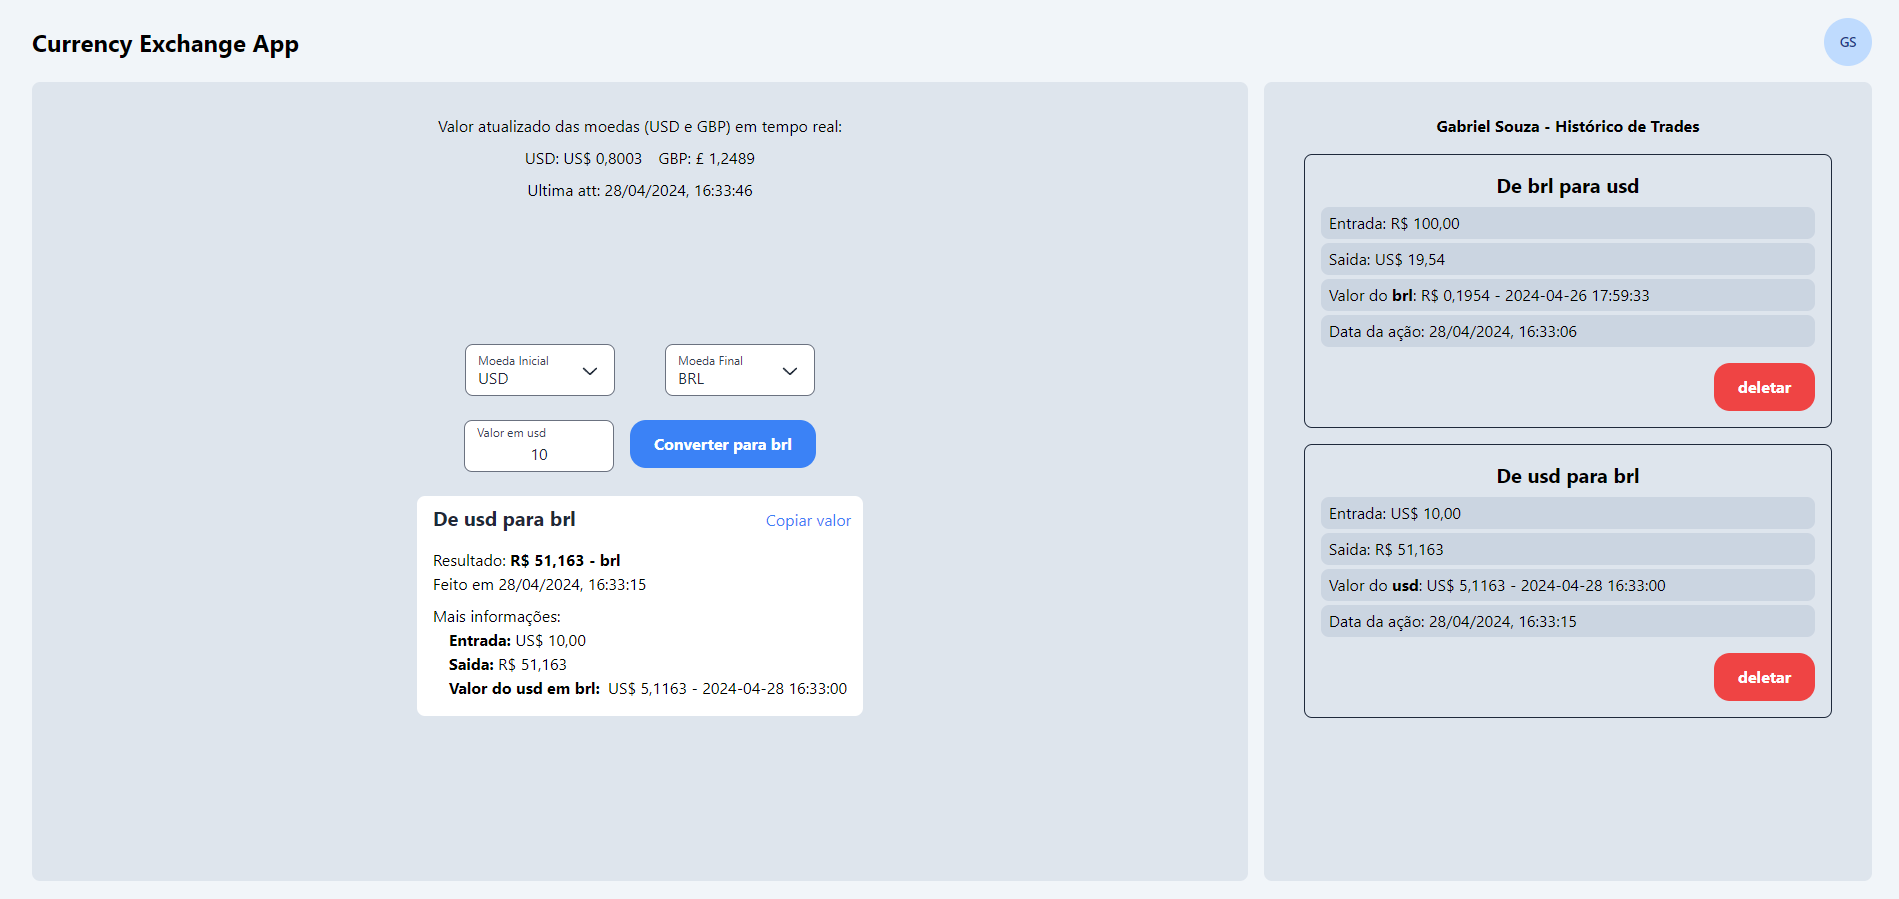 Currency Exchange App
GS
Valor atualizado das moedas (USD e GBP) em tempo real:
USD: US$ 0,8003 GBP: £ 1,2489
Ultima att: 28/04/2024, 16:33:46
Moeda Inicial
USD
Moeda Final
BRL
Valor em usd
10
Converter para brl
De usd para brl
Copiar valor
Resultado: R$ 51,163 - brl
Feito em 28/04/2024, 16:33:15
Mais informações:
Entrada: US$ 10,00
Saida: R$ 51,163
Valor do usd em brl: US$ 5,1163 - 2024-04-28 16:33:00
Gabriel Souza - Histórico de Trades
De brl para usd
Entrada: R$ 100,00
Saida: US$ 19,54
Valor do brl: R$ 0,1954 - 2024-04-26 17:59:33
Data da ação: 28/04/2024, 16:33:06
deletar
De usd para brl
Entrada: US$ 10,00
Saida: R$ 51,163
Valor do usd: US$ 5,1163 - 2024-04-28 16:33:00
Data da ação: 28/04/2024, 16:33:15
deletar